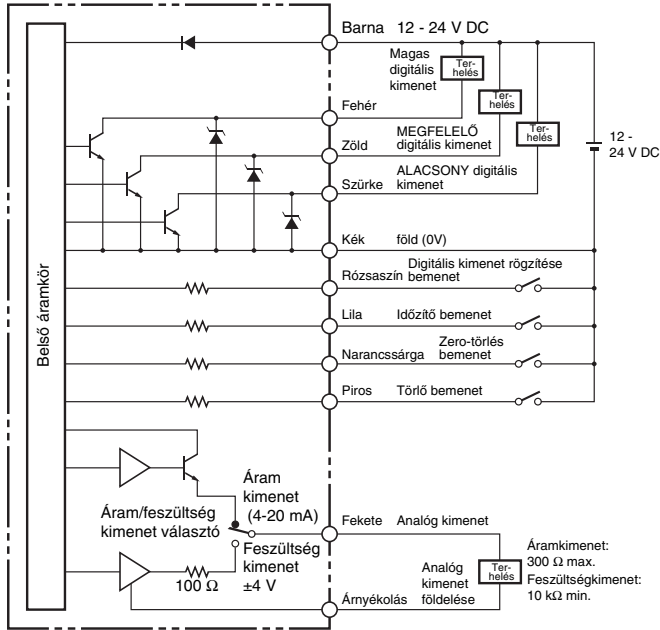 Barna 12 - 24 V DC
Magas
digitális
kimenet
Ter-
helés
Fehér
Ter-
helés
Zöld
MEGFELELŐ
digitális kimenet
Ter-
helés
12 -
24 V DC
Szürke
ALACSONY digitális
kimenet
Kék
föld (0V)
Rózsaszín
Digitális kimenet rögzítése
bemenet
Lila
Időzítő bemenet
Narancssárga
Zero-törlés
bemenet
Piros
Törlő bemenet
Belső áramkör
Áram
kimenet
(4-20 mA)
Áram/feszültség
kimenet választó
Feszültség
kimenet
±4 V
100 Ω
Fekete
Analóg kimenet
Analóg
kimenet
földelése
Ter-
helés
Áramkimenet:
300 Ω max.
Feszültségkimenet:
10 kΩ min.
Árnyékolás